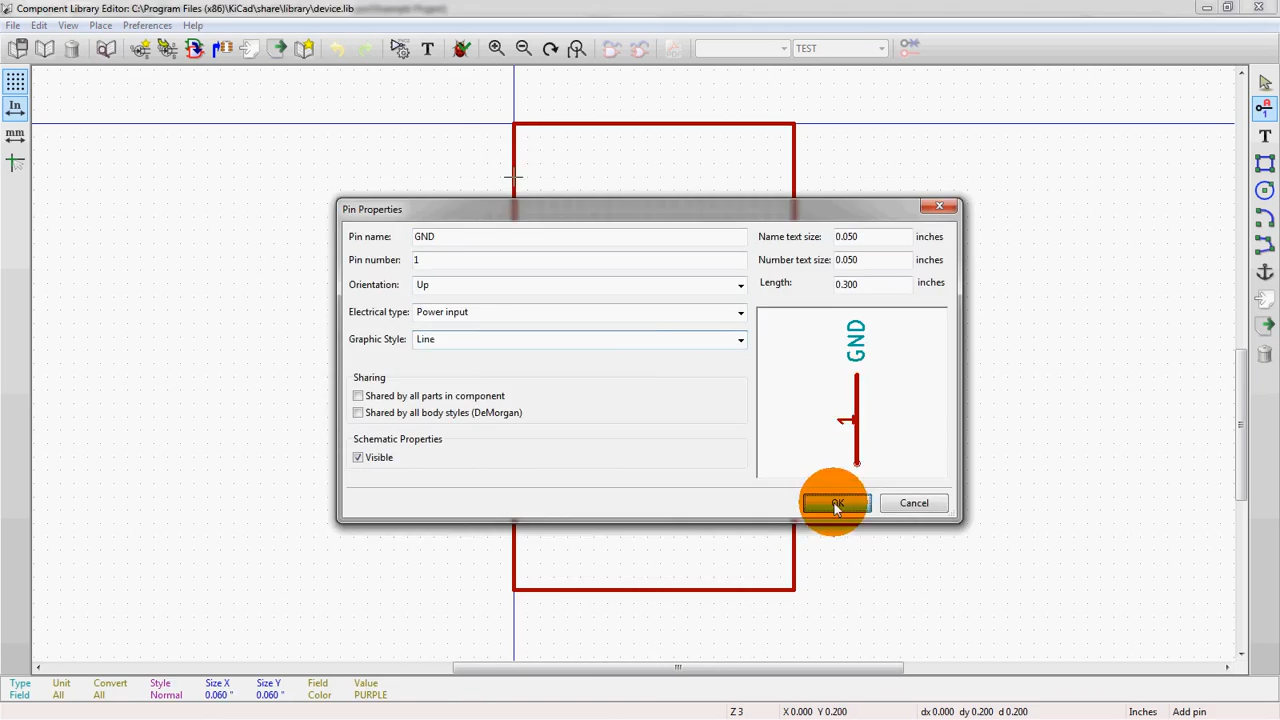 Component Library Editor: C:\Program Files (x86)\KiCad\share\library\device.lib
File Edit View Place Preferences Help
T
TEST
In
mm
A
1
T
Pin Properties
Pin name: GND
Name text size: 0.050 inches
Pin number: 1
Number text size: 0.050 inches
Orientation: Up
Length: 0.300 inches
Electrical type: Power input
Graphic Style: Line
GND
1
Sharing
Shared by all parts in component
Shared by all body styles (DeMorgan)
Schematic Properties
Visible
OK Cancel
Type Unit Convert Style Size X Size Y Field Value
Field All All Normal 0.060 " 0.060 " Color PURPLE
Z 3 X 0.000 Y 0.200 dx 0.000 dy 0.200 d 0.200 Inches Add pin